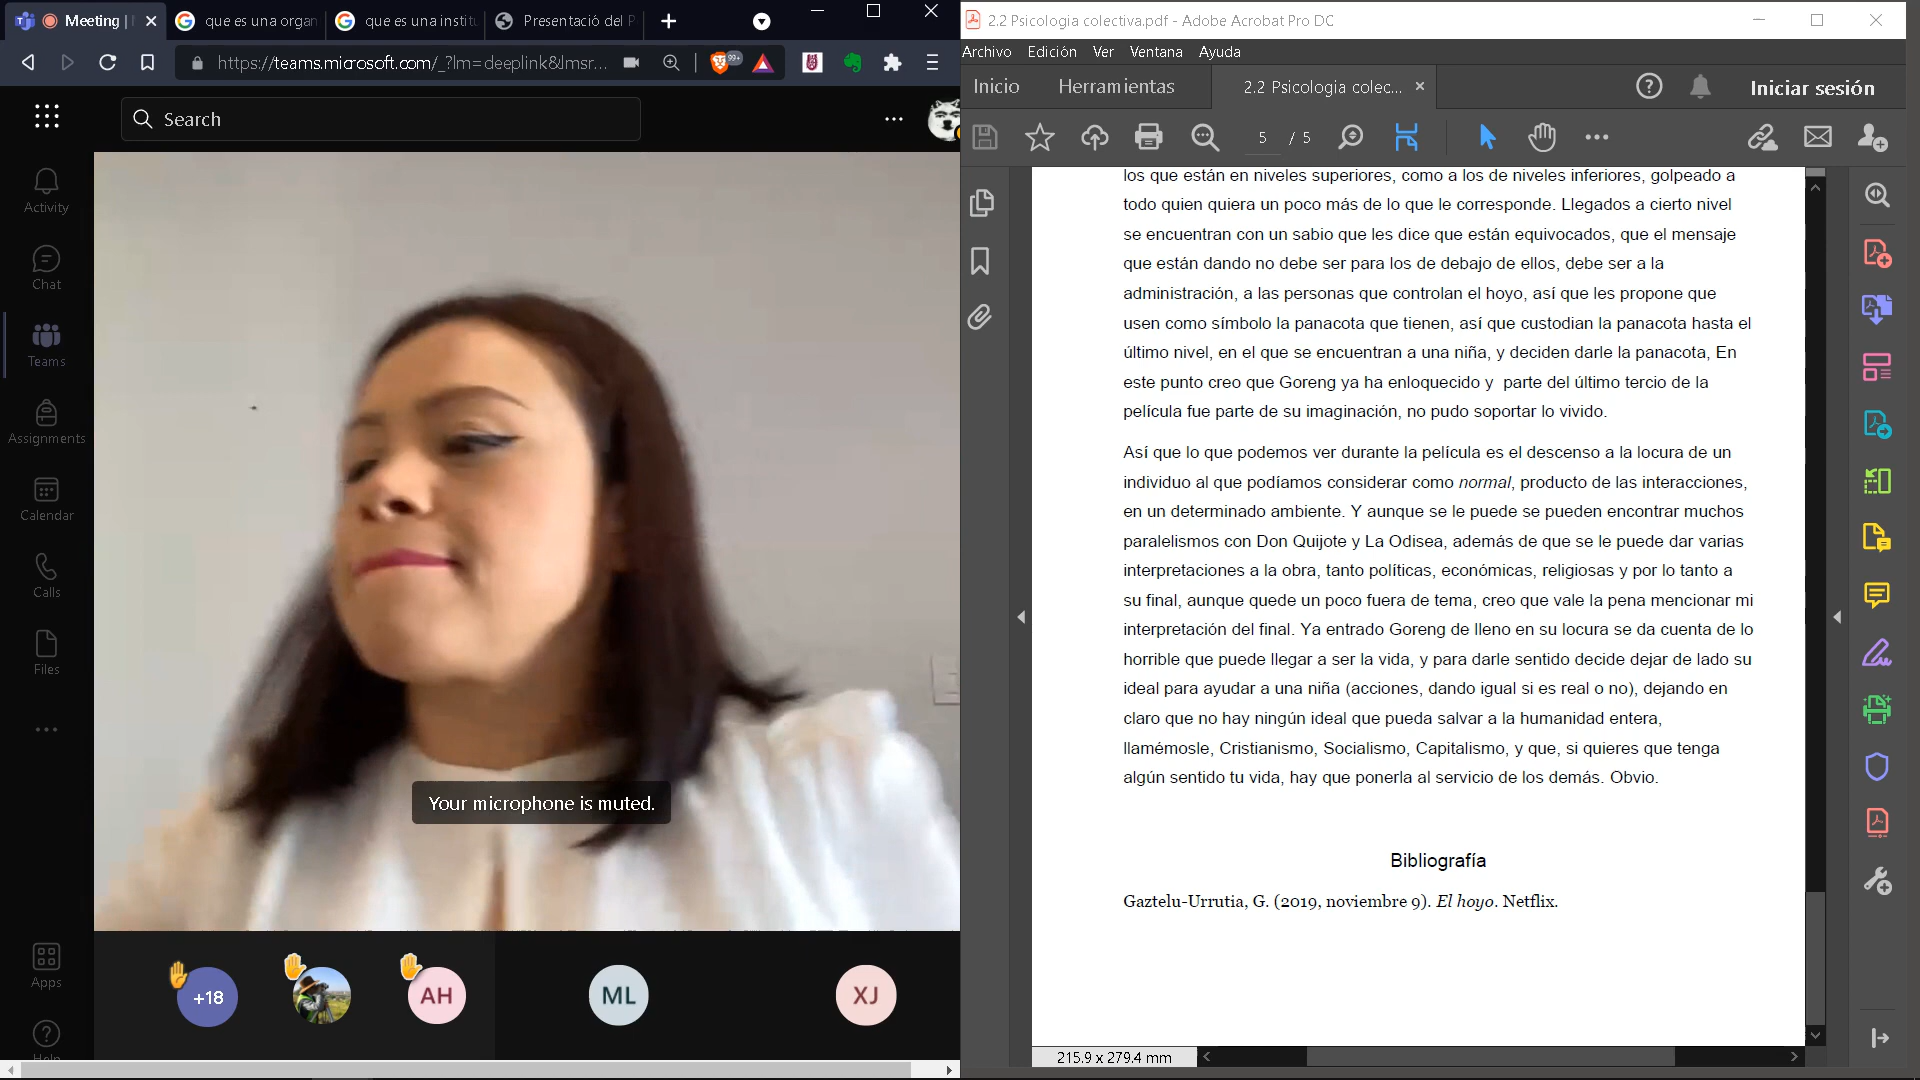 Meeting |
que es una organ
que es una institu
Presentació del P
https://teams.microsoft.com/_?lm=deeplink&lmsr...
99+
Search
Activity
Chat
Teams
Assignments
Calendar
Calls
Files
Apps
Help
Your microphone is muted.
+18
AH
ML
XJ
2.2 Psicologia colectiva.pdf - Adobe Acrobat Pro DC
Archivo Edición Ver Ventana Ayuda
Inicio Herramientas 2.2 Psicologia colec... Iniciar sesión
5 / 5
los que están en niveles superiores, como a los de niveles inferiores, golpeado a
todo quien quiera un poco más de lo que le corresponde. Llegados a cierto nivel
se encuentran con un sabio que les dice que están equivocados, que el mensaje
que están dando no debe ser para los de debajo de ellos, debe ser a la
administración, a las personas que controlan el hoyo, así que les propone que
usen como símbolo la panacota que tienen, así que custodian la panacota hasta el
último nivel, en el que se encuentran a una niña, y deciden darle la panacota, En
este punto creo que Goreng ya ha enloquecido y  parte del último tercio de la
película fue parte de su imaginación, no pudo soportar lo vivido.
Así que lo que podemos ver durante la película es el descenso a la locura de un
individuo al que podíamos considerar como normal, producto de las interacciones,
en un determinado ambiente. Y aunque se le puede se pueden encontrar muchos
paralelismos con Don Quijote y La Odisea, además de que se le puede dar varias
interpretaciones a la obra, tanto políticas, económicas, religiosas y por lo tanto a
su final, aunque quede un poco fuera de tema, creo que vale la pena mencionar mi
interpretación del final. Ya entrado Goreng de lleno en su locura se da cuenta de lo
horrible que puede llegar a ser la vida, y para darle sentido decide dejar de lado su
ideal para ayudar a una niña (acciones, dando igual si es real o no), dejando en
claro que no hay ningún ideal que pueda salvar a la humanidad entera,
llamémosle, Cristianismo, Socialismo, Capitalismo, y que, si quieres que tenga
algún sentido tu vida, hay que ponerla al servicio de los demás. Obvio.
Bibliografía
Gaztelu-Urrutia, G. (2019, noviembre 9). El hoyo. Netflix.
215.9 x 279.4 mm